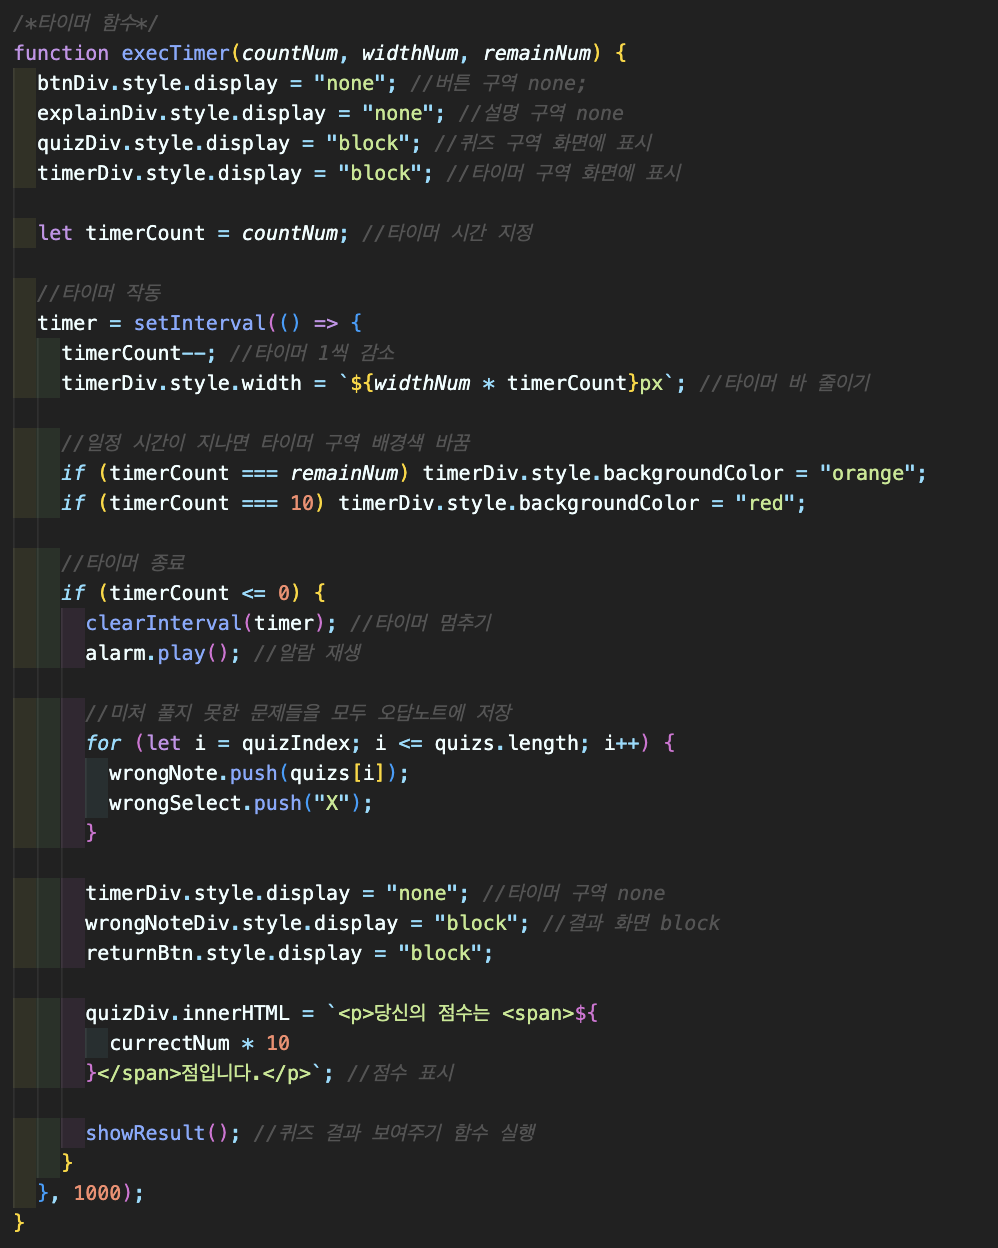 /*타이머 함수*/
function execTimer(countNum, widthNum, remainNum) {
  btnDiv.style.display = "none"; //버튼 구역 none;
  explainDiv.style.display = "none"; //설명 구역 none
  quizDiv.style.display = "block"; //퀴즈 구역 화면에 표시
  timerDiv.style.display = "block"; //타이머 구역 화면에 표시

  let timerCount = countNum; //타이머 시간 지정

  //타이머 작동
  timer = setInterval(() => {
    timerCount--; //타이머 1씩 감소
    timerDiv.style.width = `${widthNum * timerCount}px`; //타이머 바 줄이기

    //일정 시간이 지나면 타이머 구역 배경색 바꿈
    if (timerCount === remainNum) timerDiv.style.backgroundColor = "orange";
    if (timerCount === 10) timerDiv.style.backgroundColor = "red";

    //타이머 종료
    if (timerCount <= 0) {
      clearInterval(timer); //타이머 멈추기
      alarm.play(); //알람 재생

      //미처 풀지 못한 문제들을 모두 오답노트에 저장
      for (let i = quizIndex; i <= quizs.length; i++) {
        wrongNote.push(quizs[i]);
        wrongSelect.push("X");
      }

      timerDiv.style.display = "none"; //타이머 구역 none
      wrongNoteDiv.style.display = "block"; //결과 화면 block
      returnBtn.style.display = "block";

      quizDiv.innerHTML = `<p>당신의 점수는 <span>${
        currectNum * 10
      }</span>점입니다.</p>`; //점수 표시

      showResult(); //퀴즈 결과 보여주기 함수 실행
    }
  }, 1000);
}